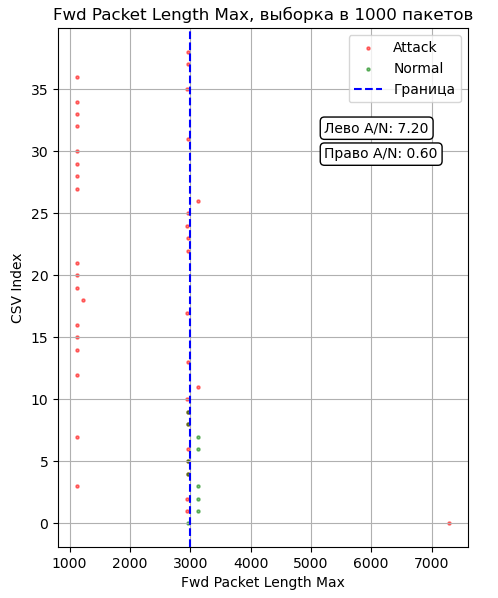 Fwd Packet Length Max, выборка в 1000 пакетов
Attack
Normal
Граница
Лево A/N: 7.20
Право A/N: 0.60
CSV Index
35
30
25
20
15
10
5
0
1000 2000 3000 4000 5000 6000 7000
Fwd Packet Length Max